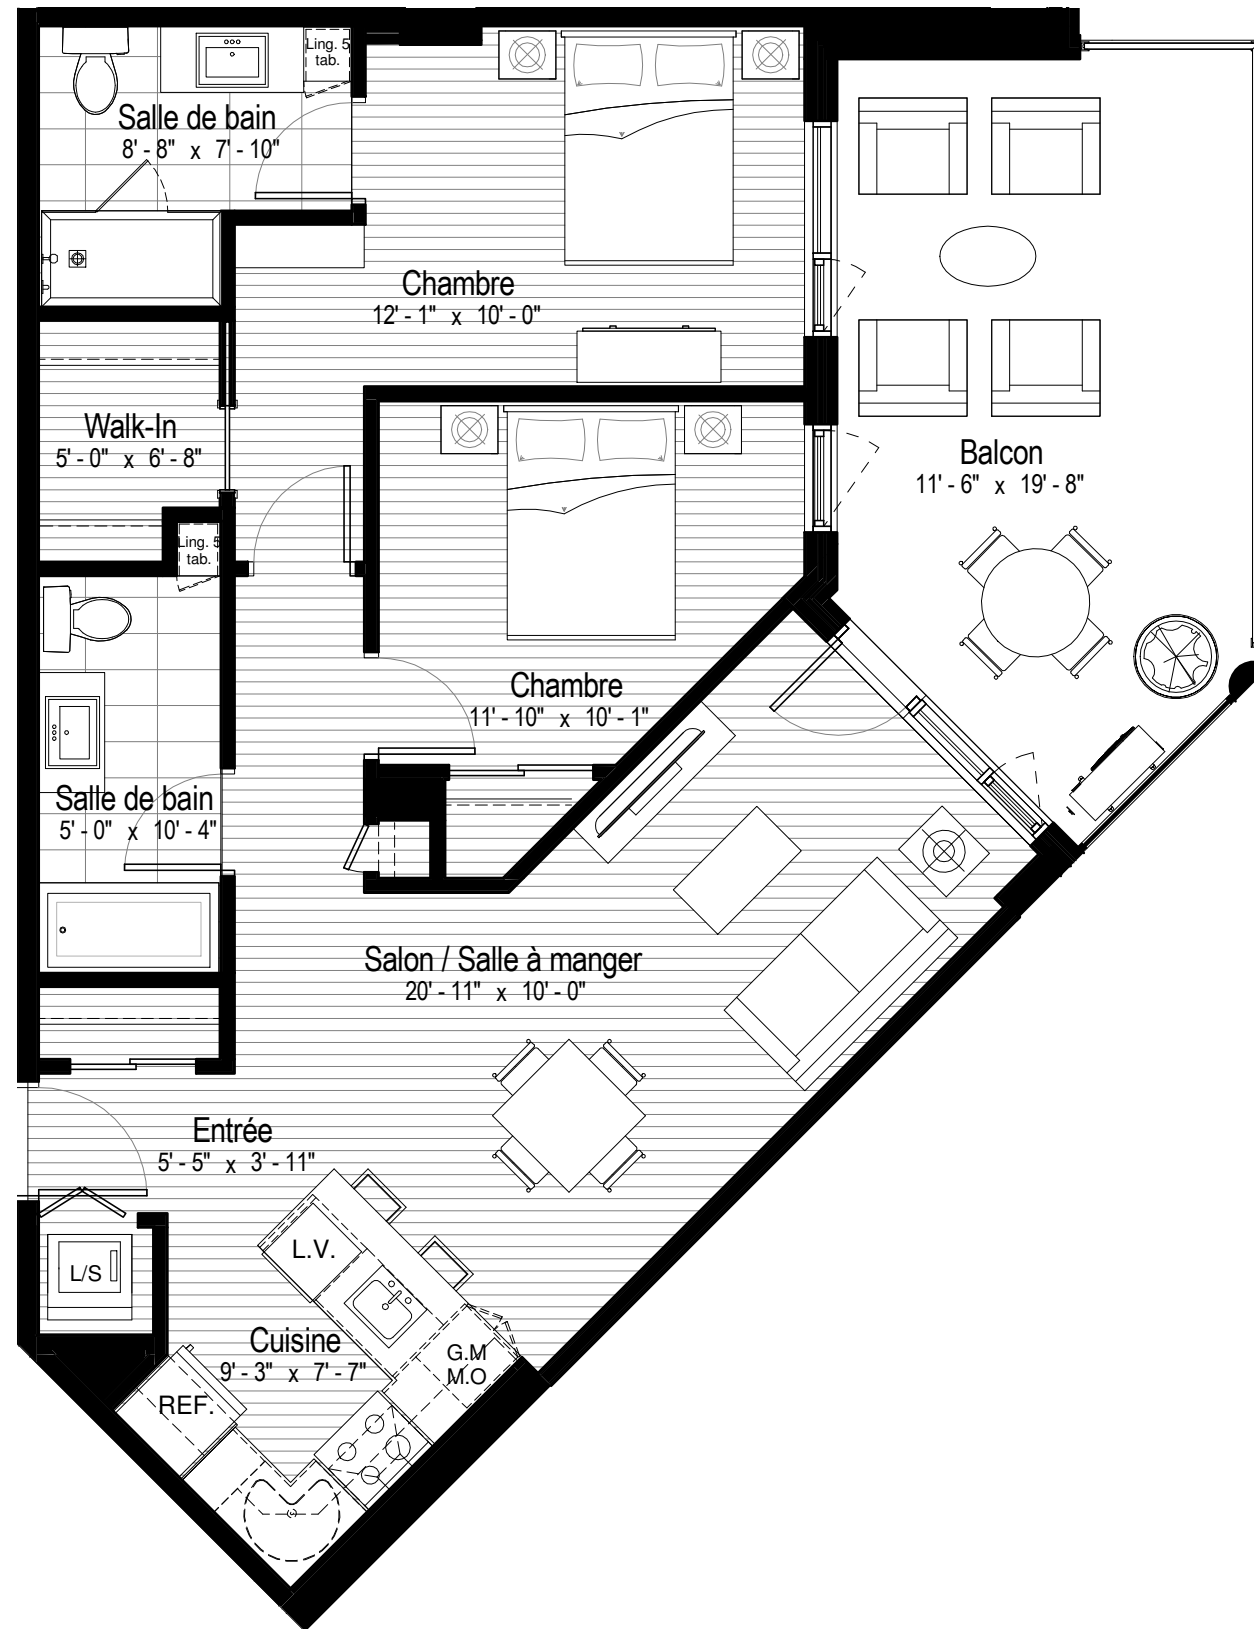 Ling. 5
tab.
Salle de bain
8' - 8" x 7' - 10"
Chambre
12' - 1" x 10' - 0"
Walk-In
5' - 0" x 6' - 8"
Balcon
11' - 6" x 19' - 8"
Ling. 5
tab.
Chambre
11' - 10" x 10' - 1"
Salle de bain
5' - 0" x 10' - 4"
Salon / Salle à manger
20' - 11" x 10' - 0"
Entrée
5' - 5" x 3' - 11"
L.V.
L/S
Cuisine
9' - 3" x 7' - 7"
G.M
M.O
REF.